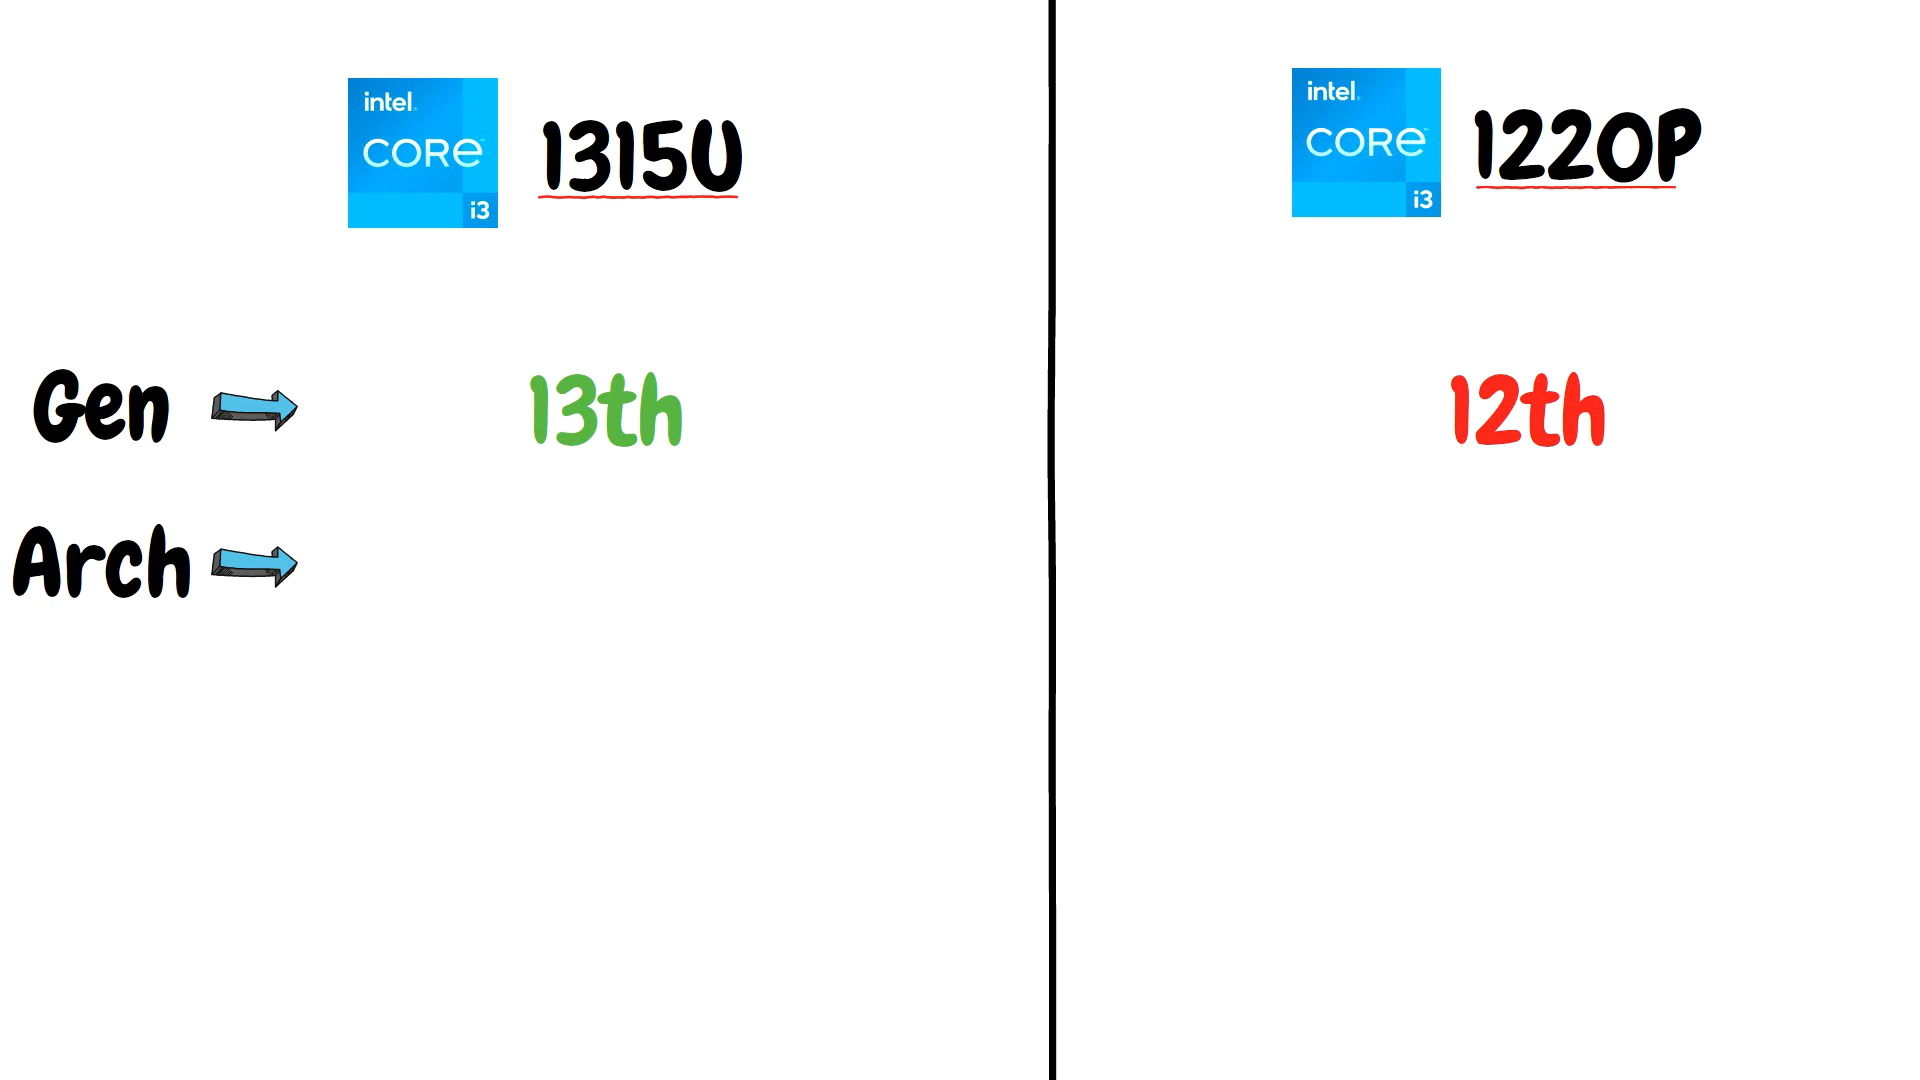 intel.
CORE
i3
1315U
intel.
CORE
i3
1220P
Gen
13th
12th
Arch